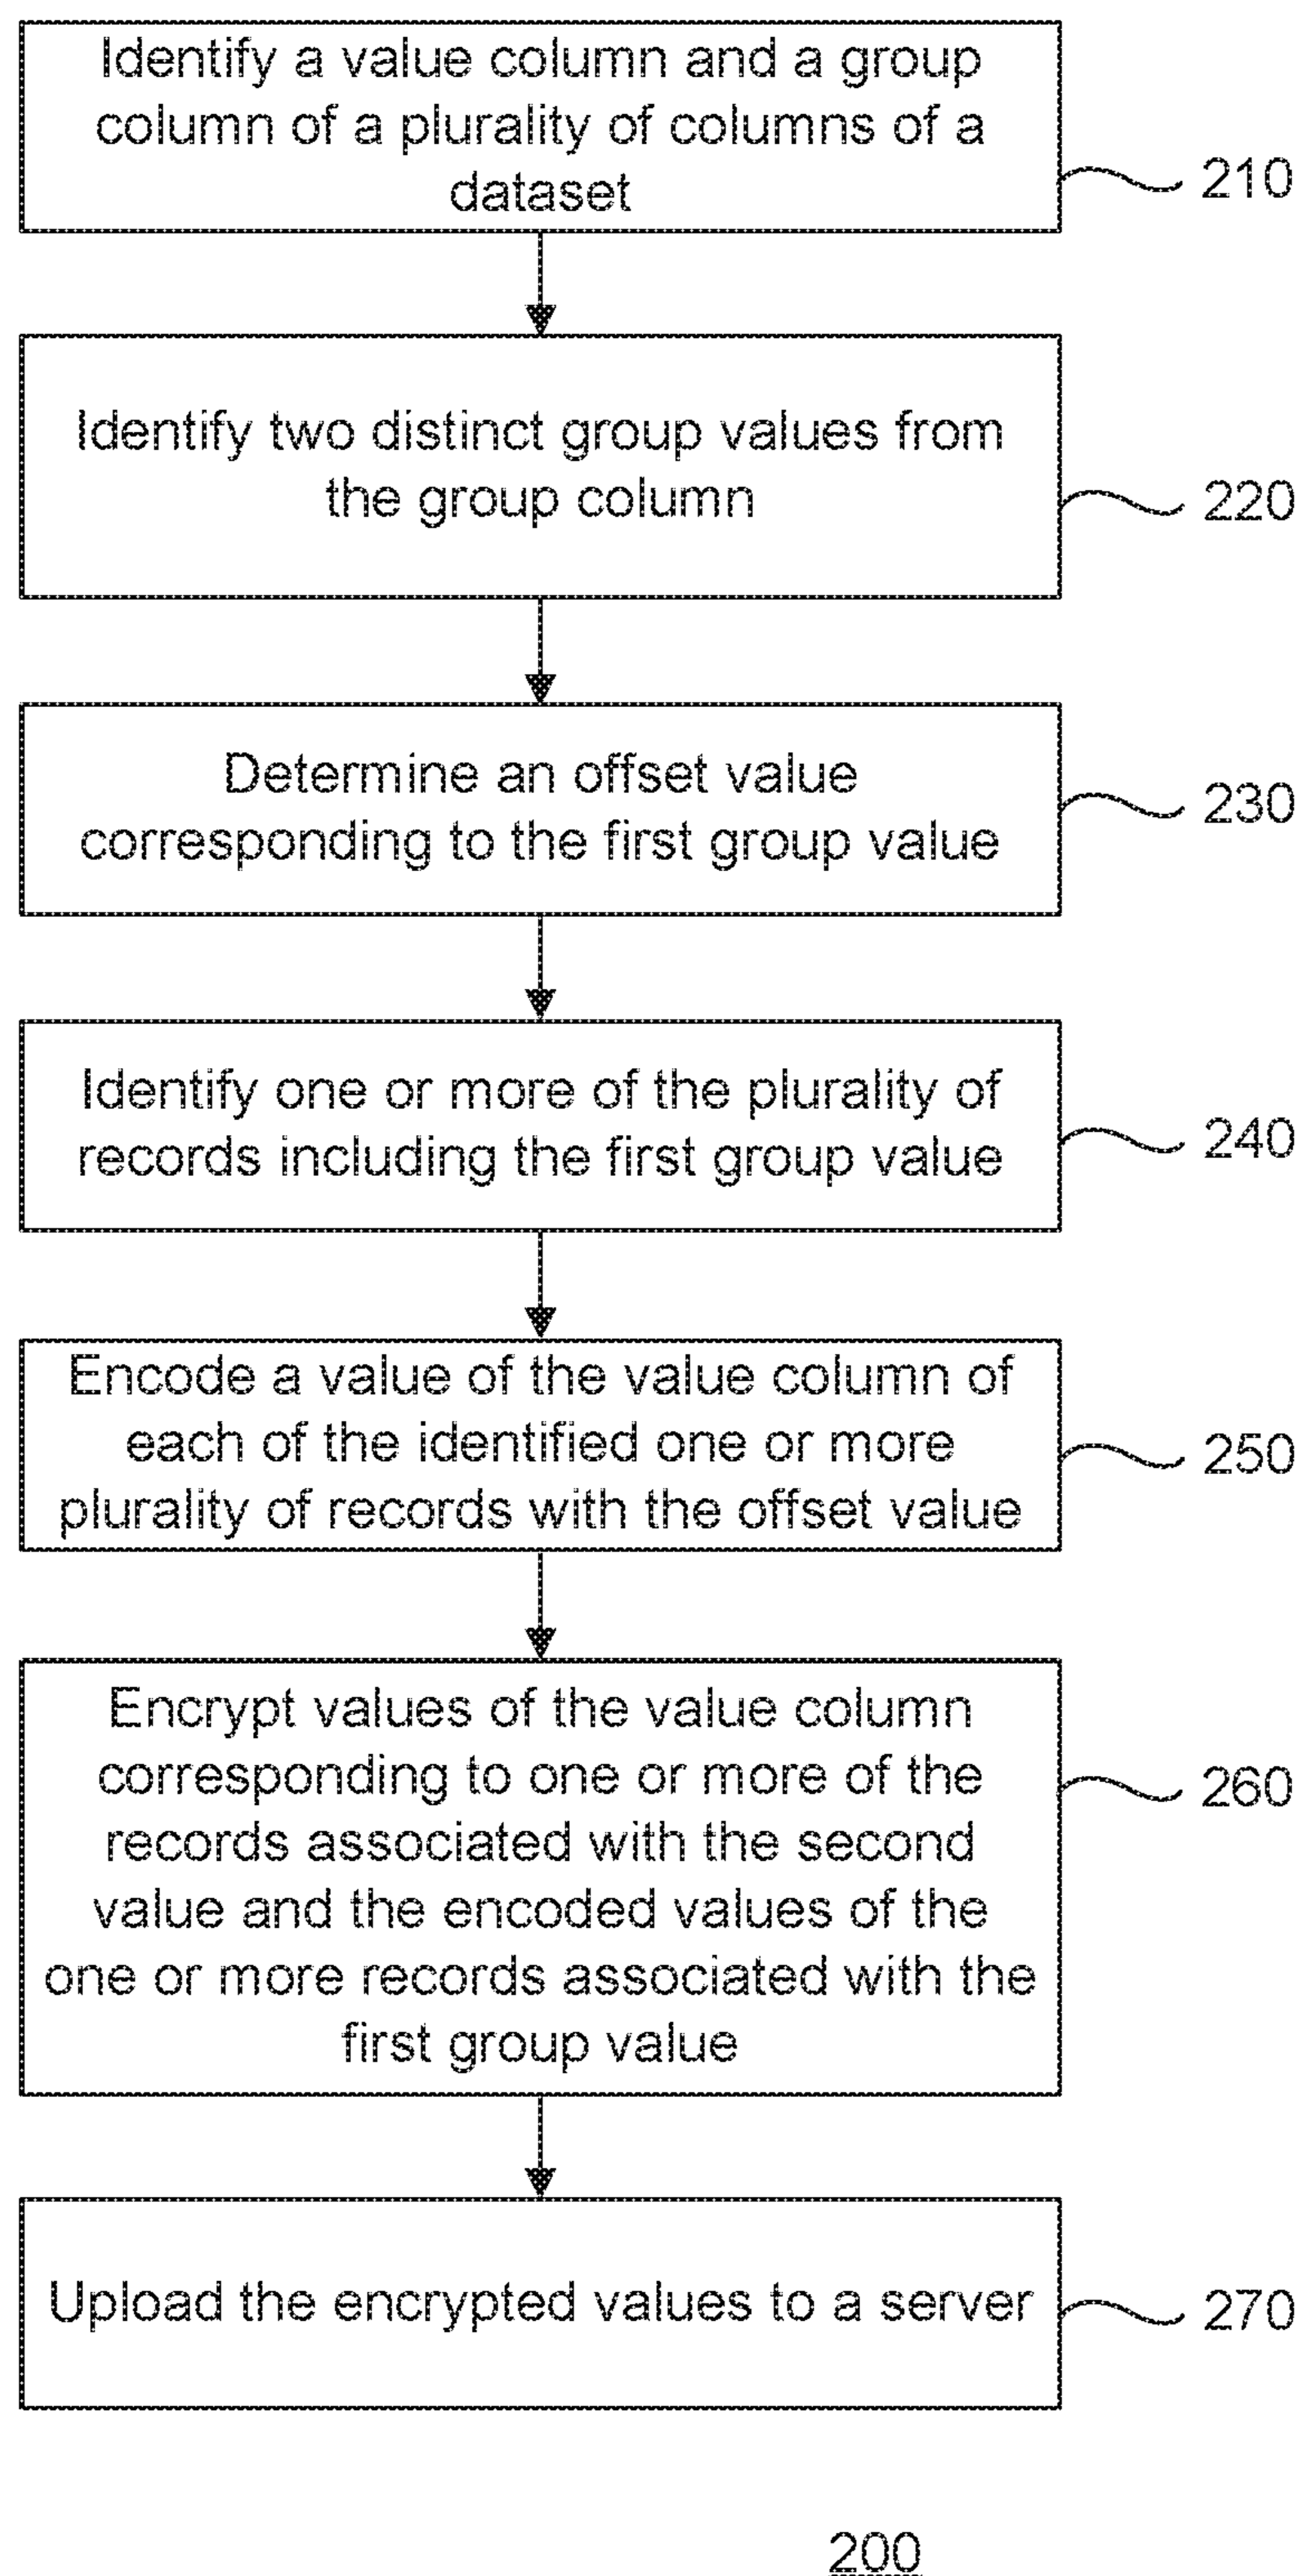 Identify a value column and a group
column of a plurality of columns of a
dataset
210
Identify two distinct group values from
the group column
220
Determine an offset value
corresponding to the first group value
230
Identify one or more of the plurality of
records including the first group value
240
Encode a value of the value column of
each of the identified one or more
plurality of records with the offset value
250
Encrypt values of the value column
corresponding to one or more of the
records associated with the second
value and the encoded values of the
one or more records associated with the
first group value
260
Upload the encrypted values to a server
270
200